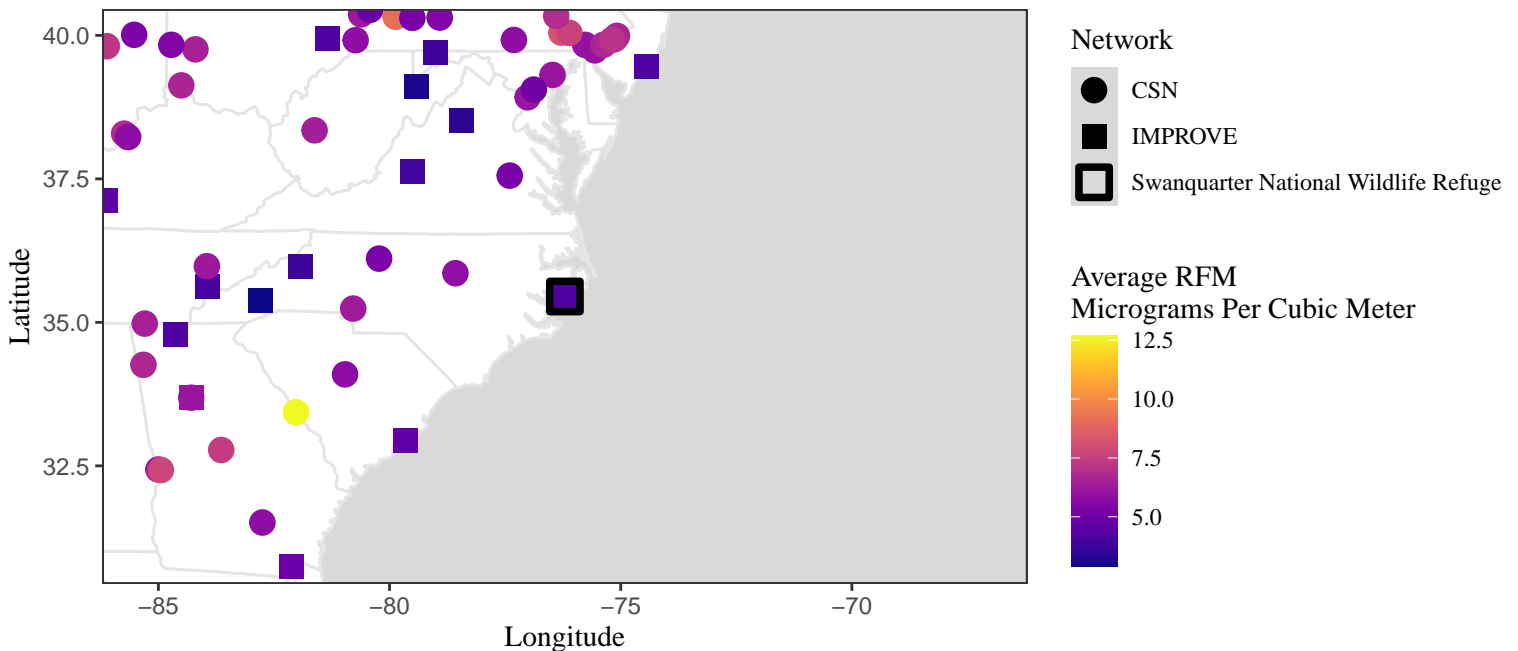 40.0
37.5
35.0
32.5
Latitude
−85
−80
−75
−70
Longitude
Network
CSN
IMPROVE
Swanquarter National Wildlife Refuge
Average RFM
Micrograms Per Cubic Meter
12.5
10.0
7.5
5.0